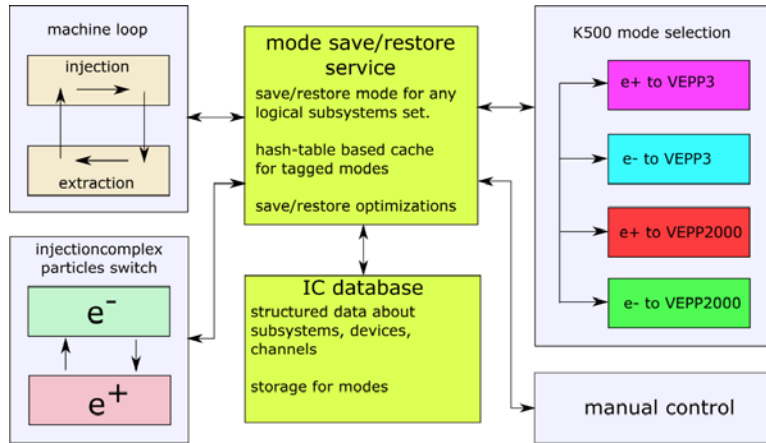 machine loop
injection
extraction
injectioncomplex
particles switch
e-
e+
mode save/restore
service
save/restore mode for any
logical subsystems set.
hash-table based cache
for tagged modes
save/restore optimizations
IC database
structured data about
subsystems, devices,
channels
storage for modes
K500 mode selection
e+ to VEPP3
e- to VEPP3
e+ to VEPP2000
e- to VEPP2000
manual control